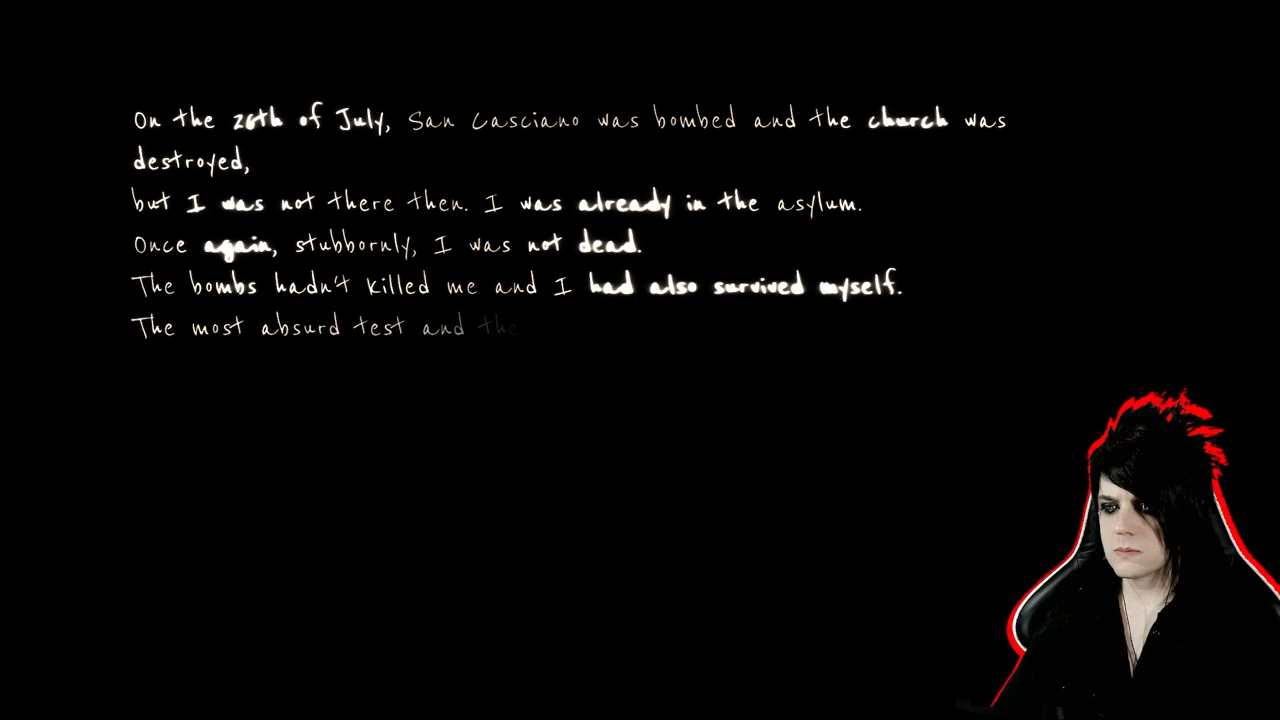 On the 26th of July, San Casciano was bombed and the church was
destroyed,
but I was not there then. I was already in the asylum.
Once again, stubbornly, I was not dead.
The bombs hadn't killed me and I had also survived myself.
The most absurd test and the